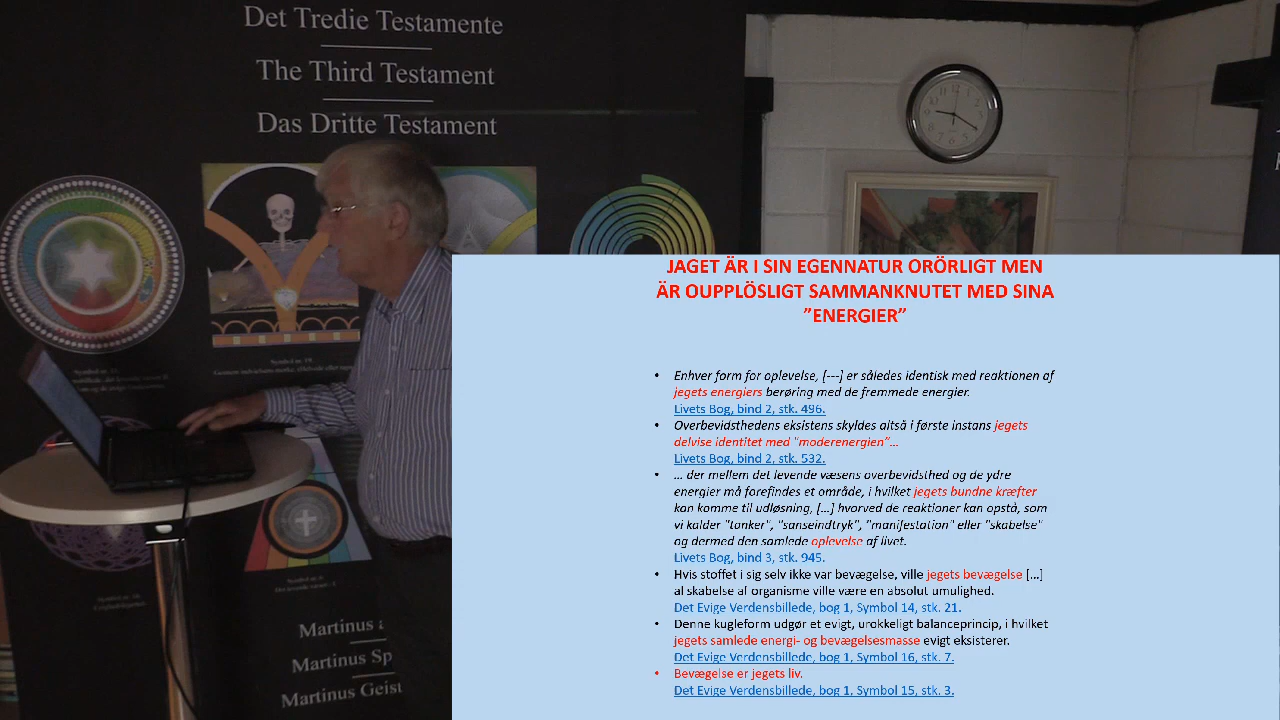 Det Tredie Testamente
The Third Testament
Das Dritte Testament
JAGET ÄR I SIN EGENNATUR ORÖRLIGT MEN
ÄR OUPPLÖSLIGT SAMMANKNUTET MED SINA
”ENERGIER”
• Enhver form for oplevelse, [---] er således identisk med reaktionen af
jegets energiers berøring med de fremmede energier.
Livets Bog, bind 2, stk. 496.
• Overbevidsthedens eksistens skyldes altså i første instans jegets
delvise identitet med "moderenergien"…
Livets Bog, bind 2, stk. 532.
• … der mellem det levende væsens overbevidsthed og de ydre
energier må forefindes et område, i hvilket jegets bundne kræfter
kan komme til udløsning, […] hvorved de reaktioner kan opstå, som
vi kalder "tanker", "sanseindtryk", "manifestation" eller "skabelse"
og dermed den samlede oplevelse af livet.
Livets Bog, bind 3, stk. 945.
• Hvis stoffet i sig selv ikke var bevægelse, ville jegets bevægelse […]
al skabelse af organisme ville være en absolut umulighed.
Det Evige Verdensbillede, bog 1, Symbol 14, stk. 21.
• Denne kugleform udgør et evigt, urokkeligt balanceprincip, i hvilket
jegets samlede energi- og bevægelsesmasse evigt eksisterer.
Det Evige Verdensbillede, bog 1, Symbol 16, stk. 7.
• Bevægelse er jegets liv.
Det Evige Verdensbillede, bog 1, Symbol 15, stk. 3.
Martinus
Martinus Sp
Martinus Geist